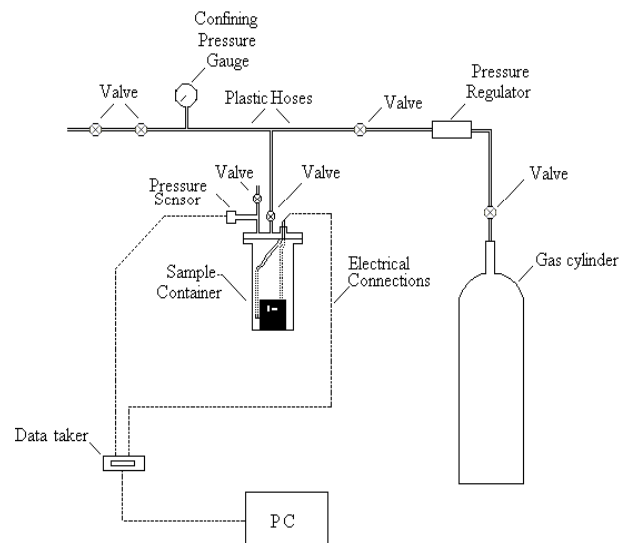 Confining
Pressure
Gauge
Valve
Plastic Hoses
Valve
Pressure
Regulator
Valve
Pressure
Sensor
Valve
Valve
Sample
Container
Electrical
Connections
Gas cylinder
Data taker
PC